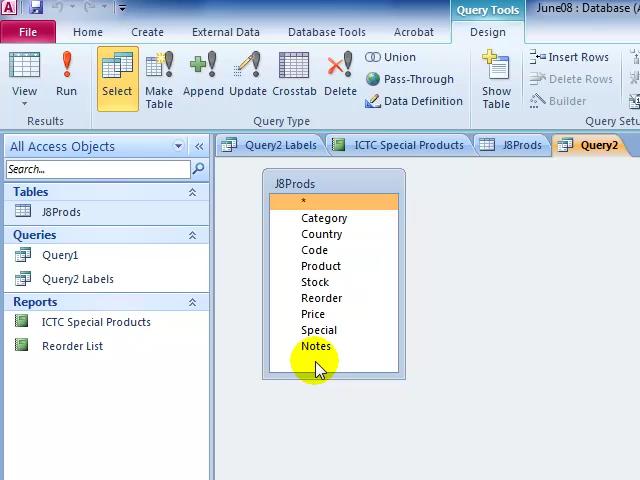 Query Tools
June08 : Database (A
File Home Create External Data Database Tools Acrobat Design
View Run Select Make Table Append Update Crosstab Delete
Union
Pass-Through
Data Definition
Show Table
Insert Rows
Delete Rows
Builder
Results Query Type Query Setu
All Access Objects
Query2 Labels ICTC Special Products J8Prods Query2
Search...
Tables
J8Prods
Queries
Query1
Query2 Labels
Reports
ICTC Special Products
Reorder List
J8Prods
*
Category
Country
Code
Product
Stock
Reorder
Price
Special
Notes